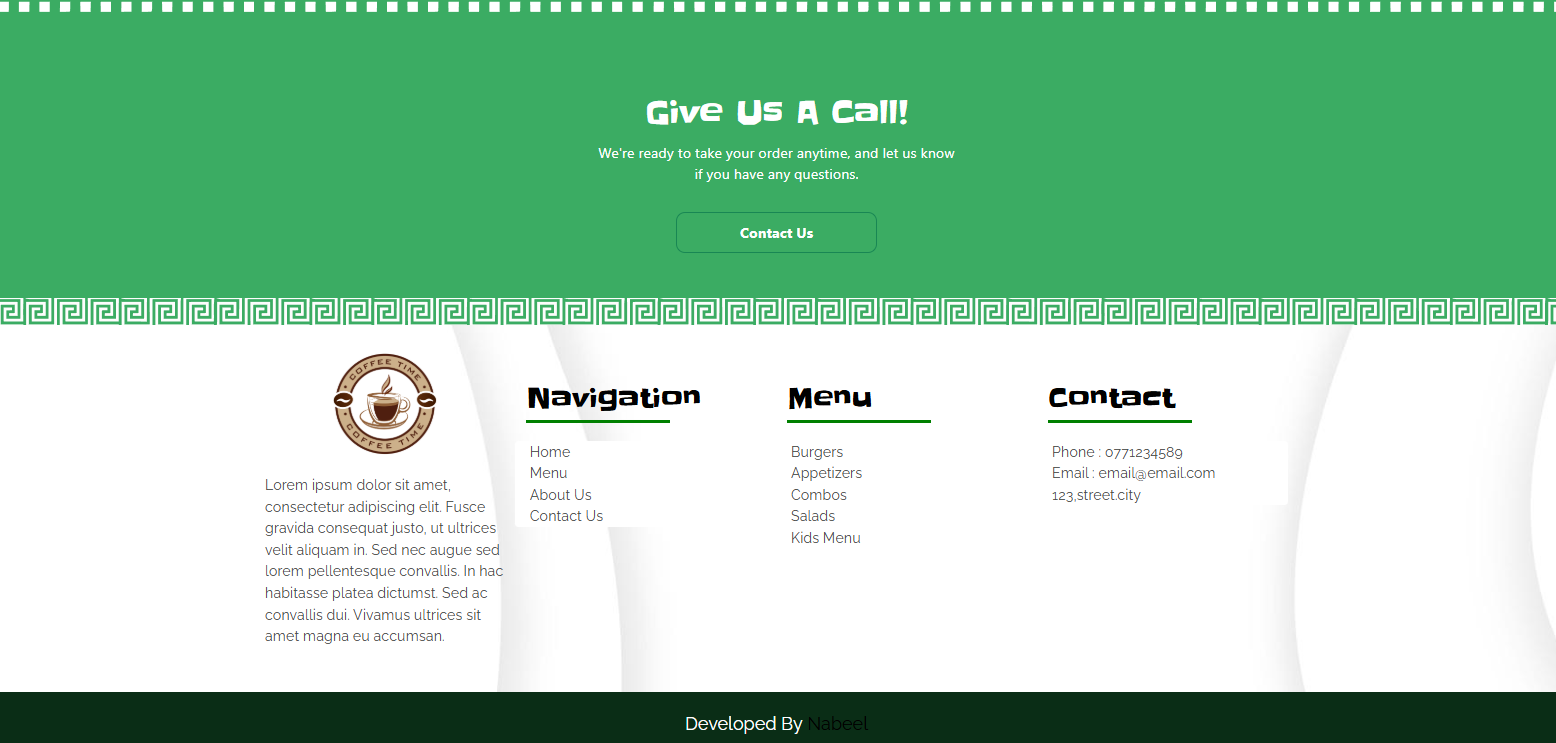 Give Us A Call!
We're ready to take your order anytime, and let us know
if you have any questions.
Contact Us
COFFEE TIME
COFFEE TIME
Lorem ipsum dolor sit amet,
consectetur adipiscing elit. Fusce
gravida consequat justo, ut ultrices
velit aliquam in. Sed nec augue sed
lorem pellentesque convallis. In hac
habitasse platea dictumst. Sed ac
convallis dui. Vivamus ultrices sit
amet magna eu accumsan.
Navigation
Home
Menu
About Us
Contact Us
Menu
Burgers
Appetizers
Combos
Salads
Kids Menu
Contact
Phone : 0771234589
Email : email@email.com
123,street.city
Developed By Nabeel